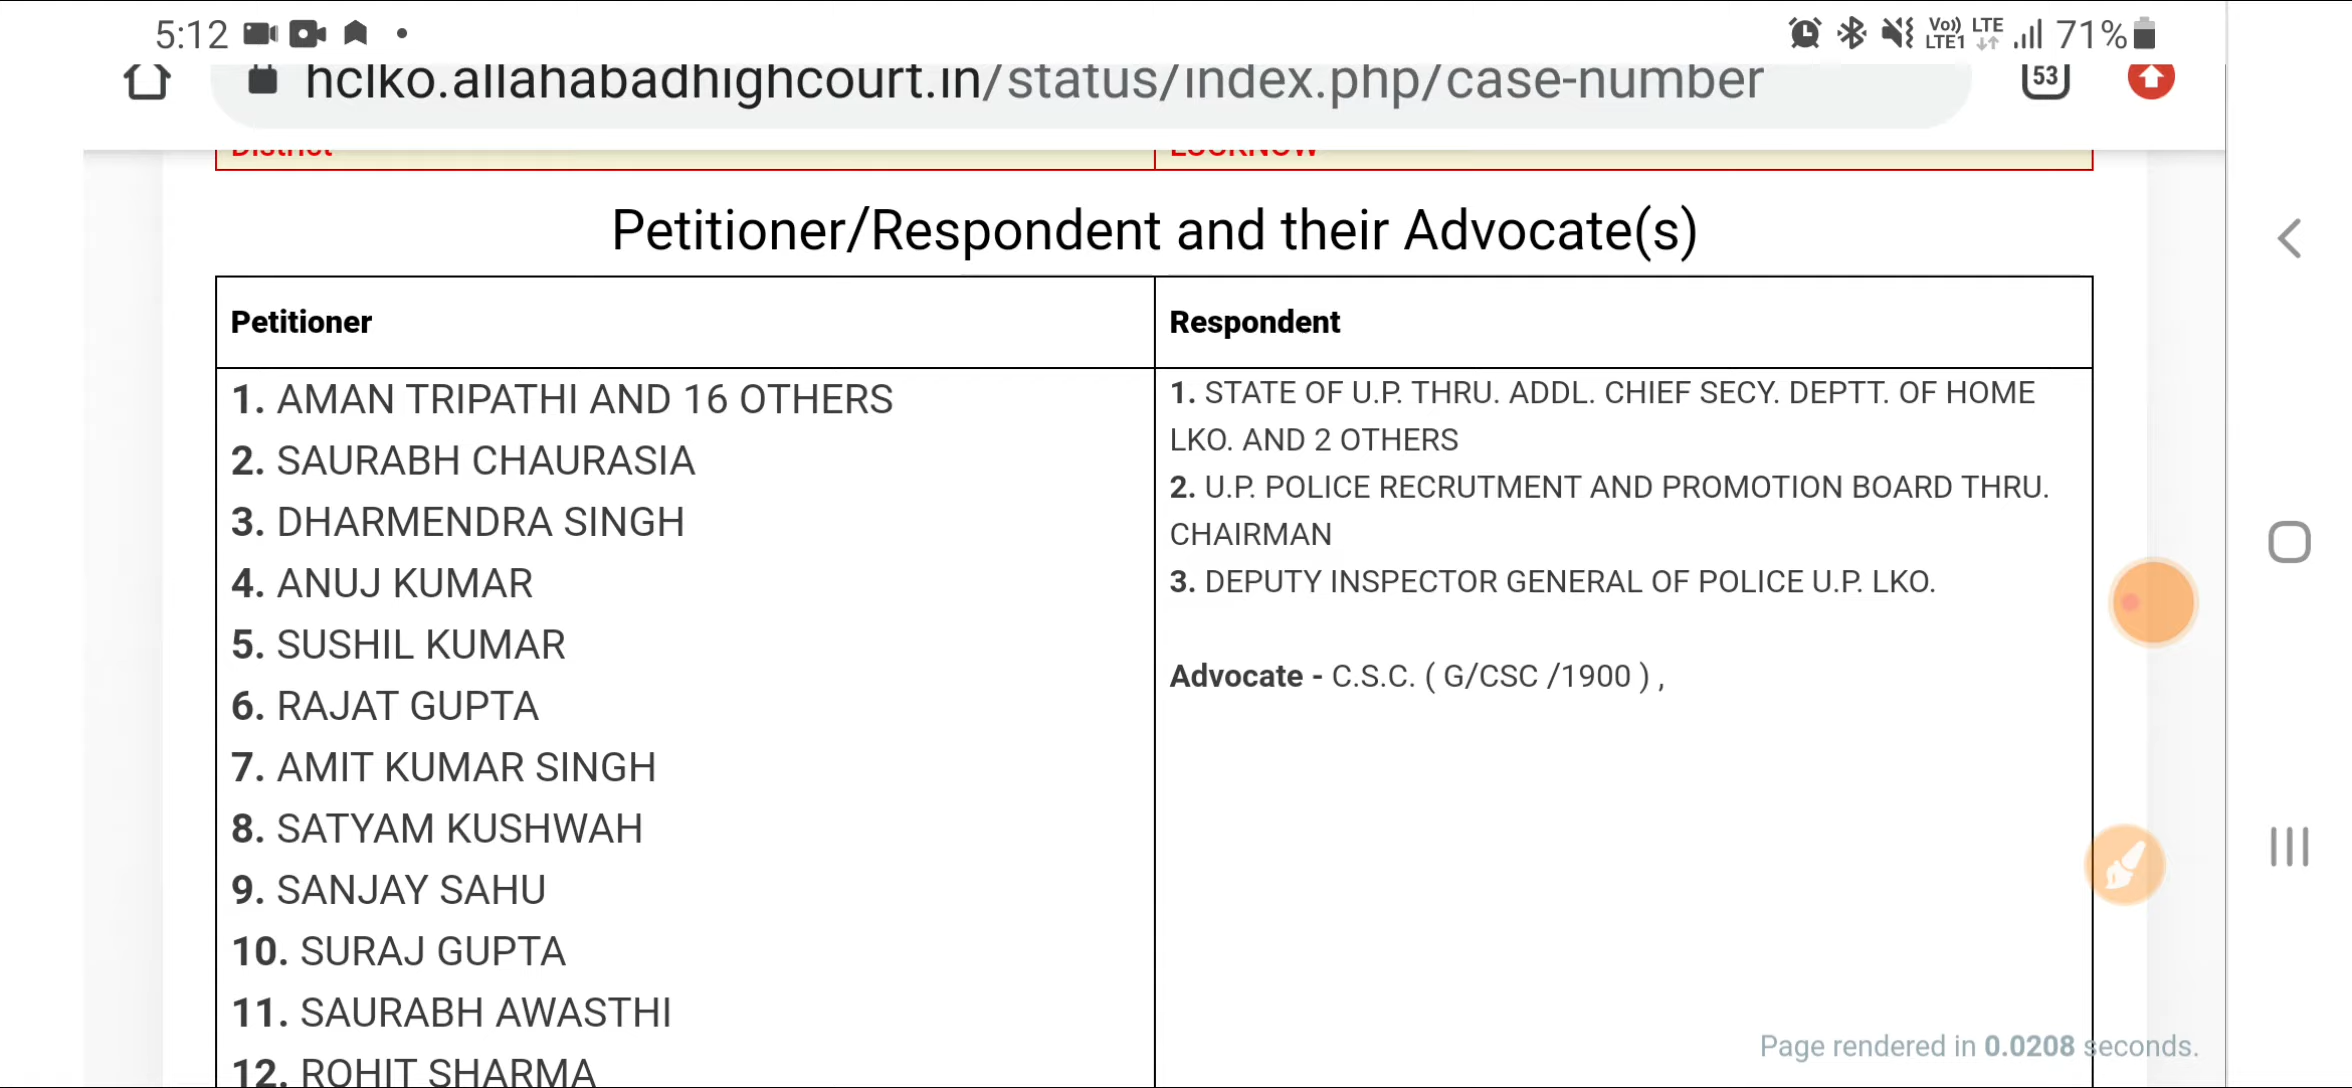 5:12
Vo)) LTE1 LTE 71%
hclko.allahabadhighcourt.in/status/index.php/case-number
53
District LUCKNOW
Petitioner/Respondent and their Advocate(s)
Petitioner
Respondent
1. AMAN TRIPATHI AND 16 OTHERS
2. SAURABH CHAURASIA
3. DHARMENDRA SINGH
4. ANUJ KUMAR
5. SUSHIL KUMAR
6. RAJAT GUPTA
7. AMIT KUMAR SINGH
8. SATYAM KUSHWAH
9. SANJAY SAHU
10. SURAJ GUPTA
11. SAURABH AWASTHI
12. ROHIT SHARMA
1. STATE OF U.P. THRU. ADDL. CHIEF SECY. DEPTT. OF HOME
LKO. AND 2 OTHERS
2. U.P. POLICE RECRUTMENT AND PROMOTION BOARD THRU.
CHAIRMAN
3. DEPUTY INSPECTOR GENERAL OF POLICE U.P. LKO.
Advocate - C.S.C. ( G/CSC /1900 ) ,
Page rendered in 0.0208 seconds.